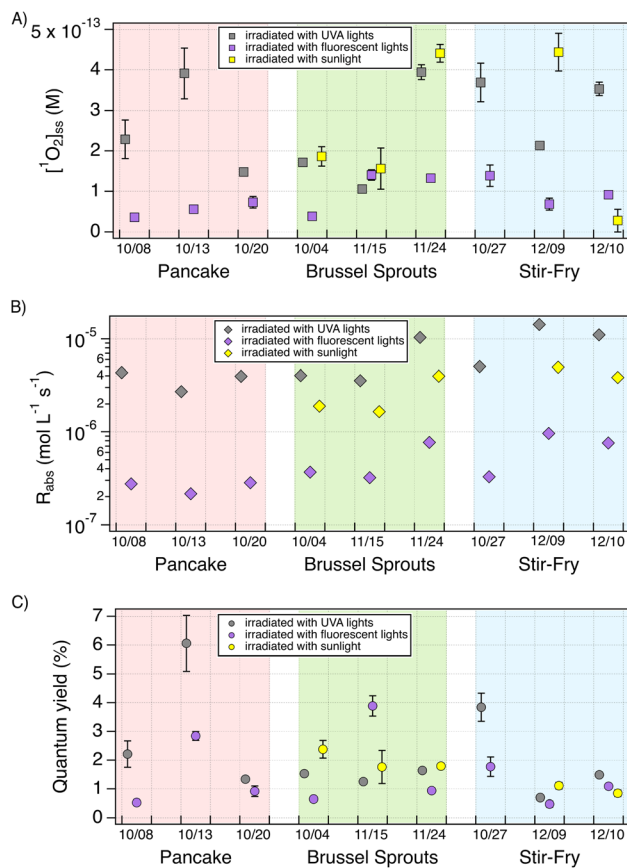 A)
5 x 10⁻¹³
4
3
2
1
0
[¹O₂]ss (M)
irradiated with UVA lights
irradiated with fluorescent lights
irradiated with sunlight
10/08 10/13 10/20 10/04 11/15 11/24 10/27 12/09 12/10
Pancake Brussel Sprouts Stir-Fry
B)
10⁻⁵
6
4
2
10⁻⁶
6
4
2
10⁻⁷
Rabs (mol L⁻¹ s⁻¹)
irradiated with UVA lights
irradiated with fluorescent lights
irradiated with sunlight
10/08 10/13 10/20 10/04 11/15 11/24 10/27 12/09 12/10
Pancake Brussel Sprouts Stir-Fry
C)
7
6
5
4
3
2
1
0
Quantum yield (%)
irradiated with UVA lights
irradiated with fluorescent lights
irradiated with sunlight
10/08 10/13 10/20 10/04 11/15 11/24 10/27 12/09 12/10
Pancake Brussel Sprouts Stir-Fry